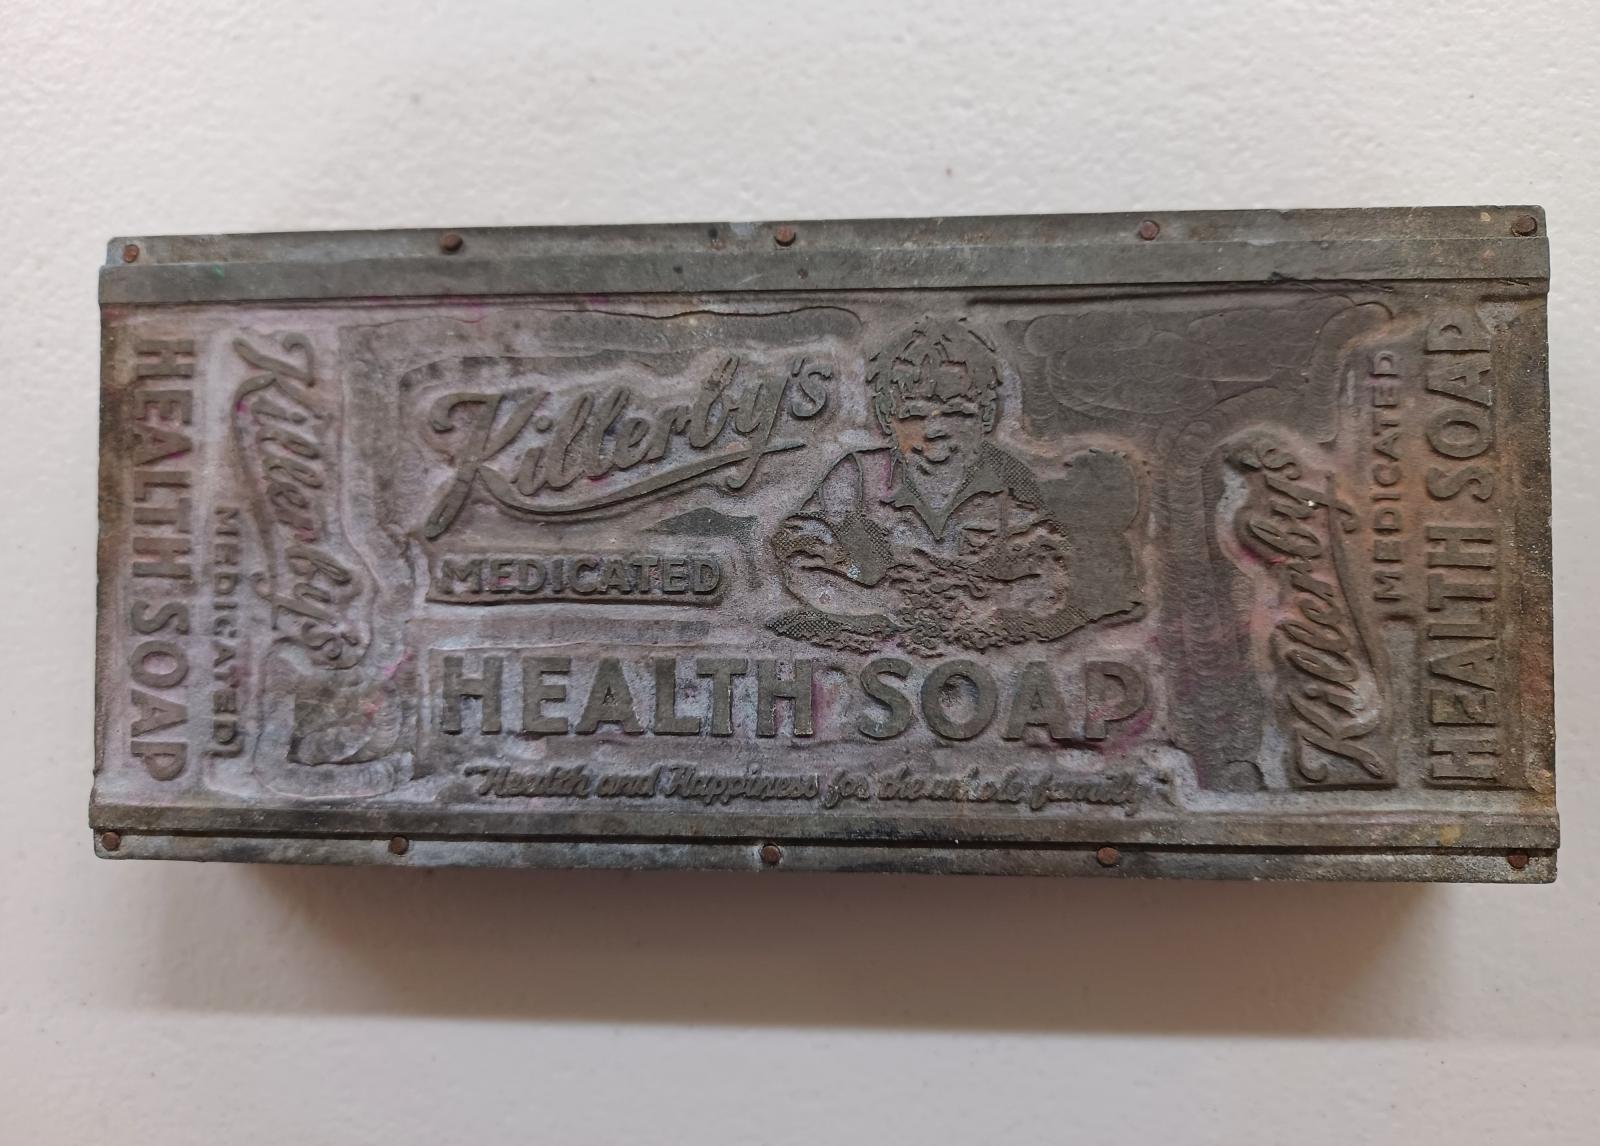 HEALTH SOAP
MEDICATED
Killerby's
Killerby's
MEDICATED
HEALTH SOAP
"Health and Happiness for the whole family"
Killerby's
MEDICATED
HEALTH SOAP